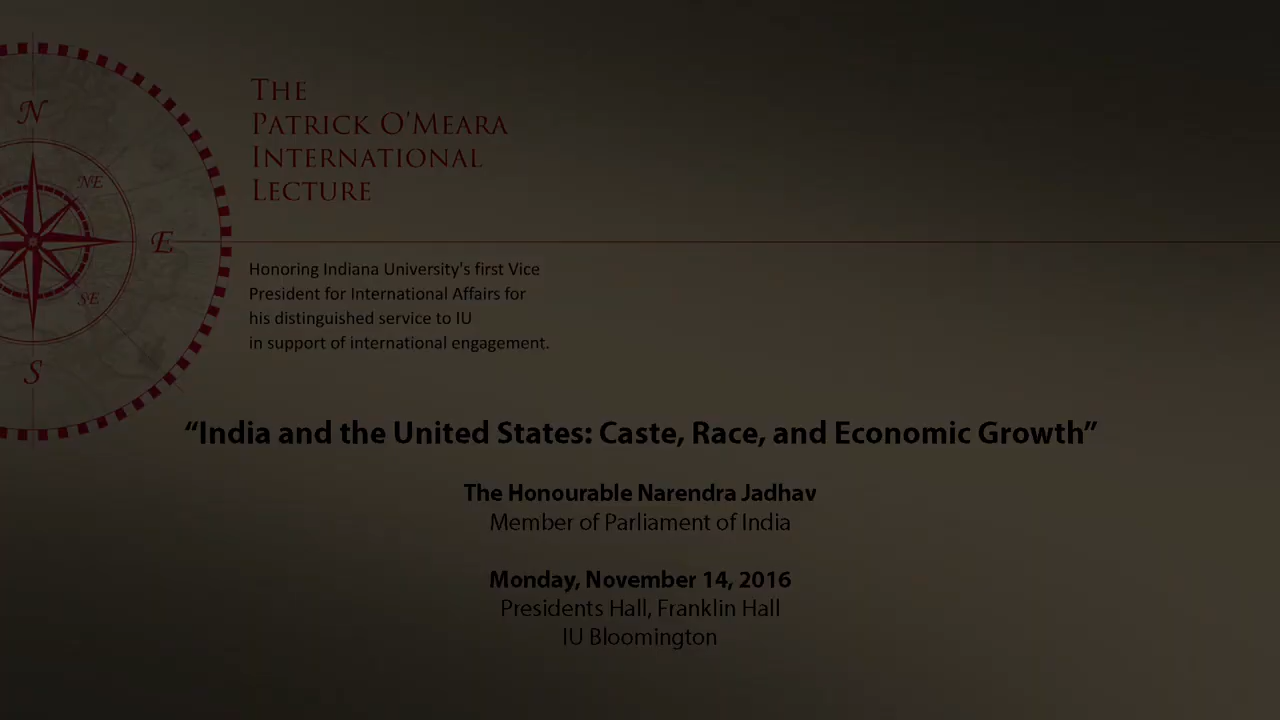 THE
PATRICK O'MEARA
INTERNATIONAL
LECTURE
N
NE
E
SE
S
Honoring Indiana University's first Vice
President for International Affairs for
his distinguished service to IU
in support of international engagement.
“India and the United States: Caste, Race, and Economic Growth”
The Honourable Narendra Jadhav
Member of Parliament of India
Monday, November 14, 2016
Presidents Hall, Franklin Hall
IU Bloomington